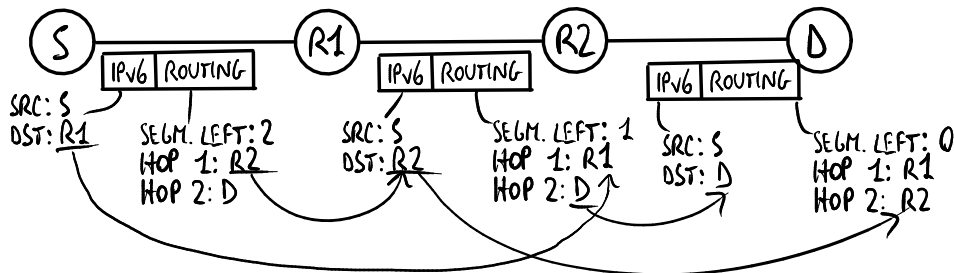 S
R1
R2
D
IPv6 ROUTING
SRC: S
DST: R1
SEGM. LEFT: 2
HOP 1: R2
HOP 2: D
IPv6 ROUTING
SRC: S
DST: R2
SEGM. LEFT: 1
HOP 1: R1
HOP 2: D
IPv6 ROUTING
SRC: S
DST: D
SEGM. LEFT: 0
HOP 1: R1
HOP 2: R2